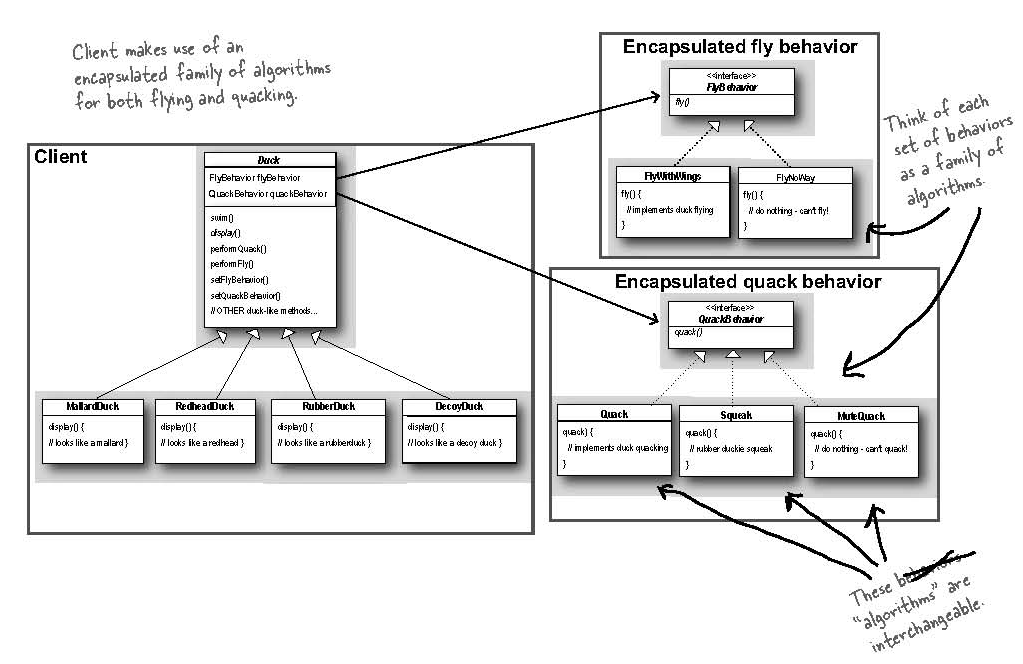 Client makes use of an
encapsulated family of algorithms
for both flying and quacking.
Client
Duck
FlyBehavior flyBehavior
QuackBehavior quackBehavior
swim()
display()
performQuack()
performFly()
setFlyBehavior()
setQuackBehavior()
// OTHER duck-like methods...
MallardDuck
display() {
// looks like a mallard }
RedheadDuck
display() {
// looks like a redhead }
RubberDuck
display() {
// looks like a rubberduck }
DecoyDuck
display() {
// looks like a decoy duck }
Encapsulated fly behavior
<<interface>>
FlyBehavior
fly()
FlyWithWings
fly() {
// implements duck flying
}
FlyNoWay
fly() {
// do nothing - can't fly!
}
Think of each
set of behaviors
as a family of
algorithms.
Encapsulated quack behavior
<<interface>>
QuackBehavior
quack()
Quack
quack) {
// implements duck quacking
}
Squeak
quack() {
// rubber duckie squeak
}
MuteQuack
quack() {
// do nothing - can't quack!
}
These behaviors
"algorithms" are
interchangeable.